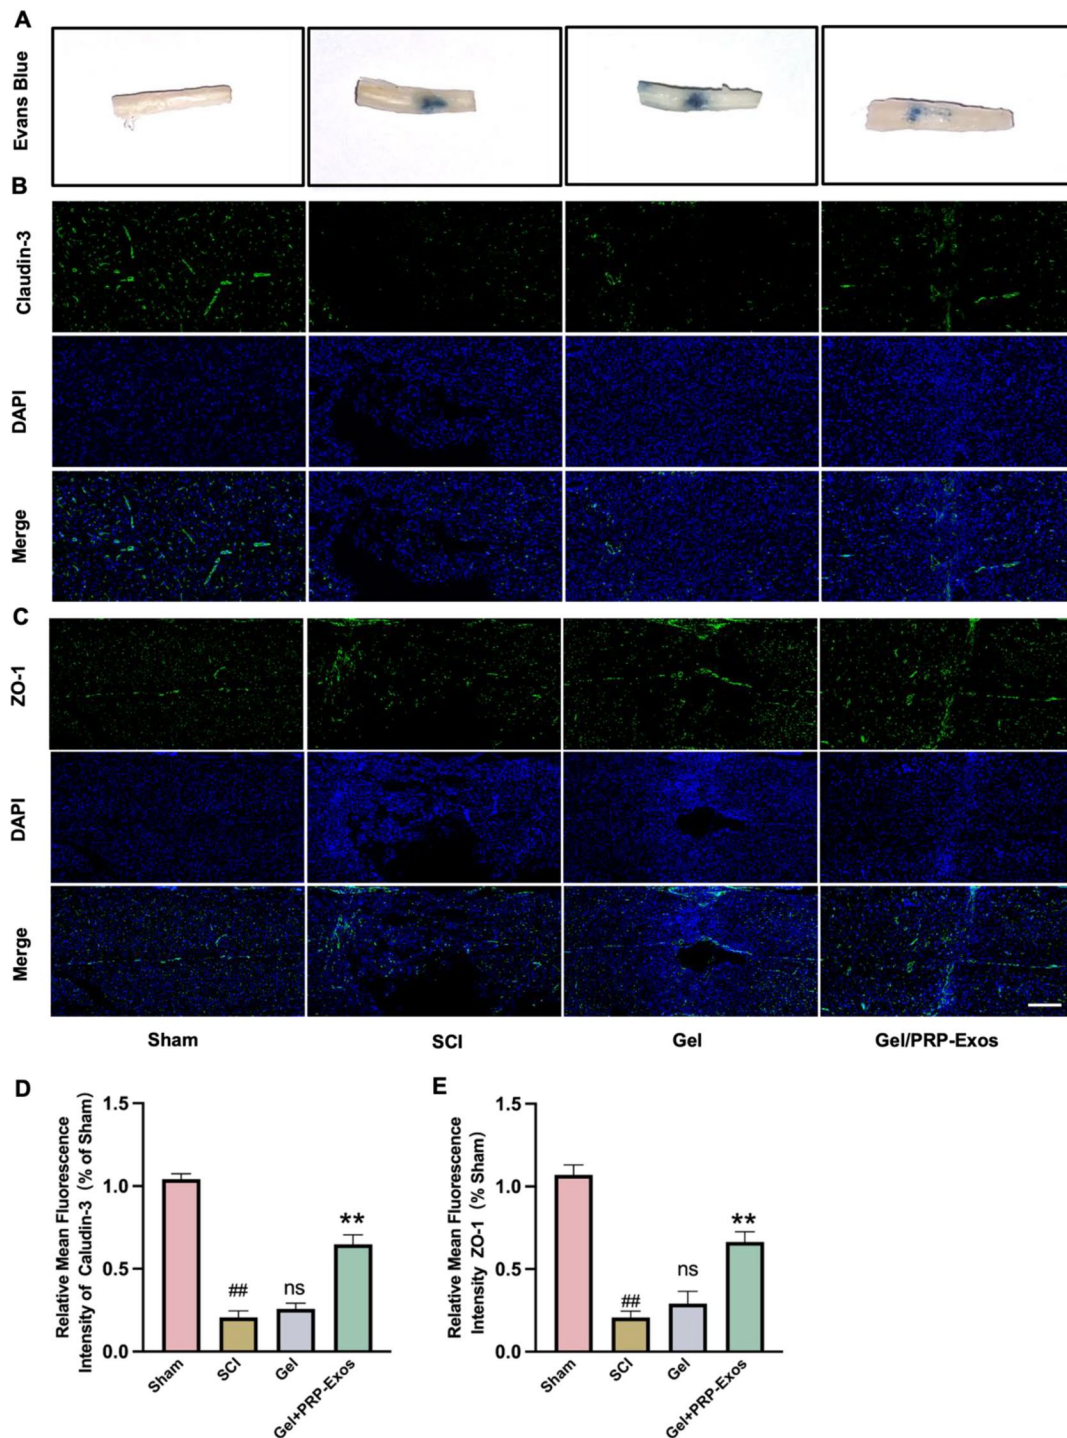 A
Evans Blue
B
Claudin-3
DAPI
Merge
C
ZO-1
DAPI
Merge
Sham SCI Gel Gel/PRP-Exos
D
Relative Mean Fluorescence
Intensity of Caludin-3 (% of Sham)
1.5
1.0
0.5
0.0
##
ns
**
Sham
SCI
Gel
Gel+PRP-Exos
E
Relative Mean Fluorescence
Intensity ZO-1 (% Sham)
1.5
1.0
0.5
0.0
##
ns
**
Sham
SCI
Gel
Gel+PRP-Exos